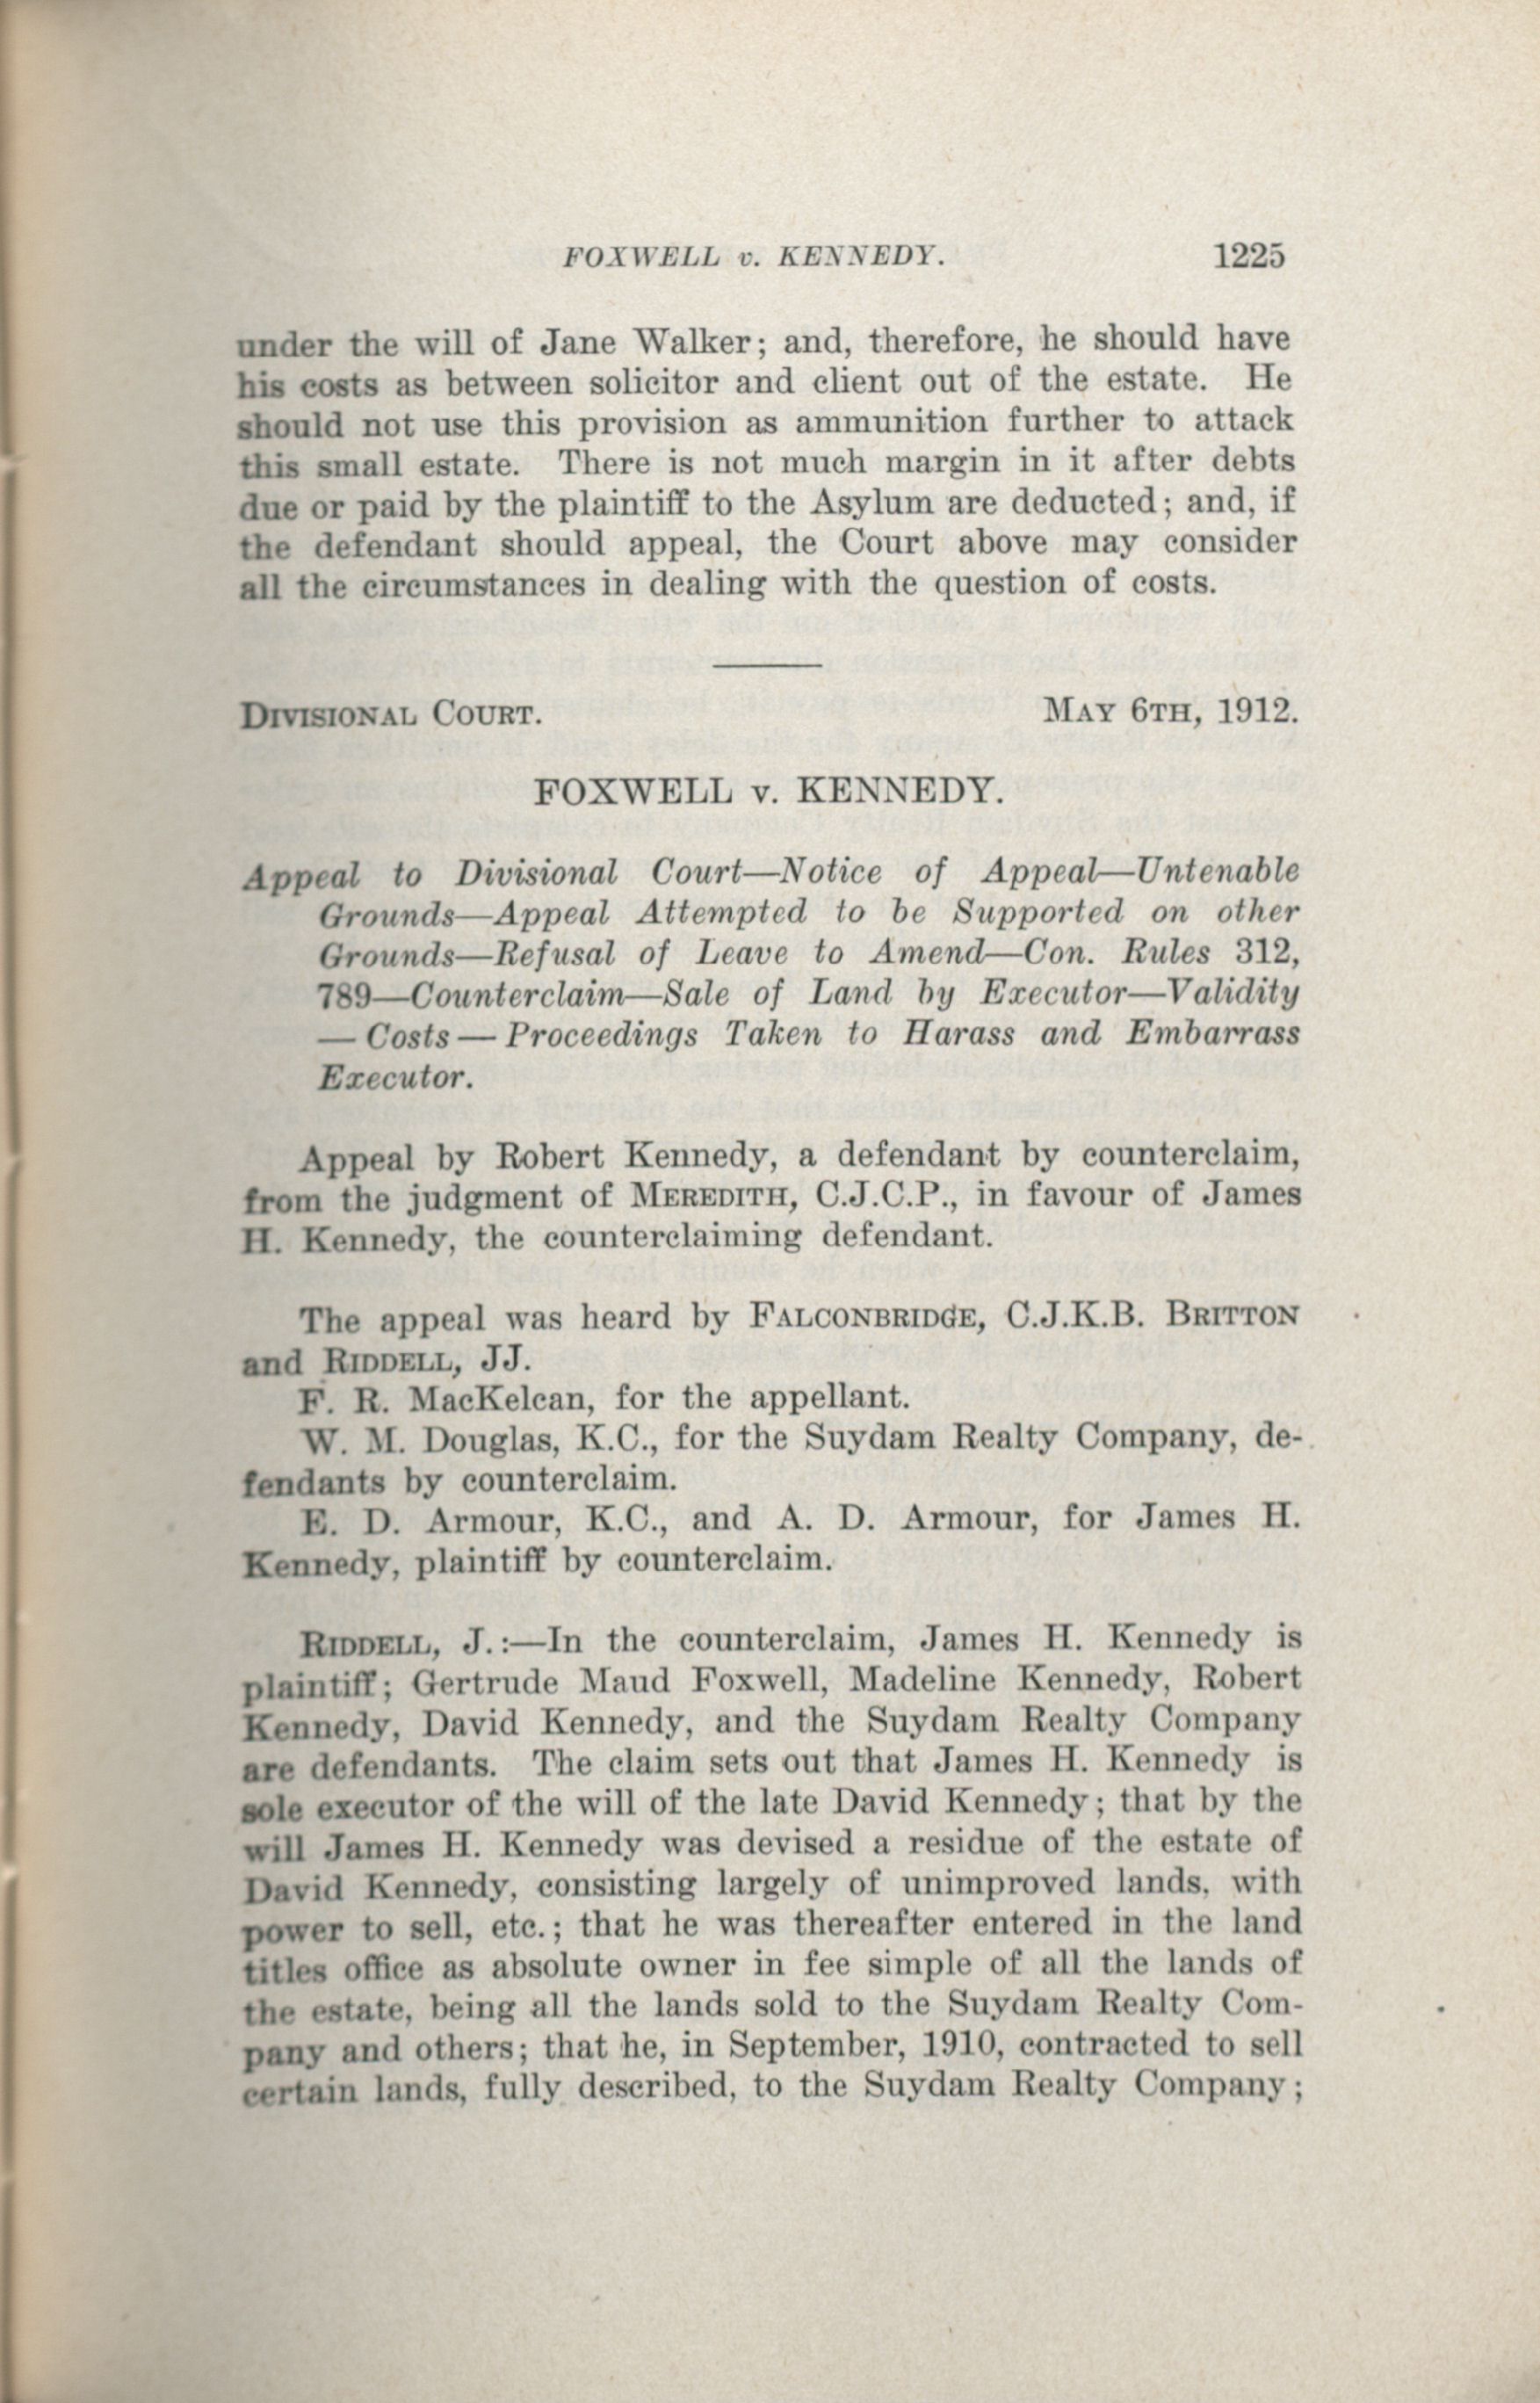 FOXWELL v. KENNEDY. 1225
under the will of Jane Walker; and, therefore, he should have
his costs as between solicitor and client out of the estate. He
should not use this provision as ammunition further to attack
this small estate. There is not much margin in it after debts
due or paid by the plaintiff to the Asylum are deducted; and, if
the defendant should appeal, the Court above may consider
all the circumstances in dealing with the question of costs.
DIVISIONAL COURT. MAY 6TH, 1912.
FOXWELL v. KENNEDY.
Appeal to Divisional Court—Notice of Appeal—Untenable
Grounds—Appeal Attempted to be Supported on other
Grounds—Refusal of Leave to Amend—Con. Rules 312,
789—Counterclaim—Sale of Land by Executor—Validity
—Costs—Proceedings Taken to Harass and Embarrass
Executor.
Appeal by Robert Kennedy, a defendant by counterclaim,
from the judgment of MEREDITH, C.J.C.P., in favour of James
H. Kennedy, the counterclaiming defendant.
The appeal was heard by FALCONBRIDGE, C.J.K.B. BRITTON
and RIDDELL, JJ.
F. R. MacKelcan, for the appellant.
W. M. Douglas, K.C., for the Suydam Realty Company, de-
fendants by counterclaim.
E. D. Armour, K.C., and A. D. Armour, for James H.
Kennedy, plaintiff by counterclaim.
RIDDELL, J.:—In the counterclaim, James H. Kennedy is
plaintiff; Gertrude Maud Foxwell, Madeline Kennedy, Robert
Kennedy, David Kennedy, and the Suydam Realty Company
are defendants. The claim sets out that James H. Kennedy is
sole executor of the will of the late David Kennedy; that by the
will James H. Kennedy was devised a residue of the estate of
David Kennedy, consisting largely of unimproved lands, with
power to sell, etc.; that he was thereafter entered in the land
titles office as absolute owner in fee simple of all the lands of
the estate, being all the lands sold to the Suydam Realty Com-
pany and others; that he, in September, 1910, contracted to sell
certain lands, fully described, to the Suydam Realty Company;